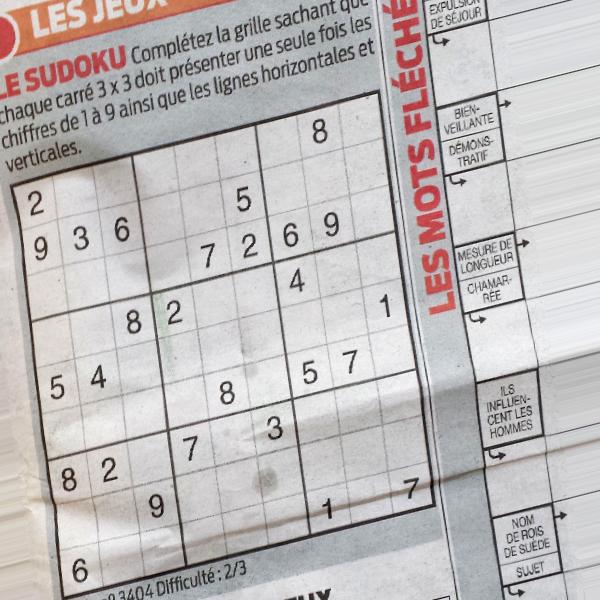 LES JEUX
LE SUDOKU Complétez la grille sachant que
chaque carré 3 x 3 doit présenter une seule fois les
chiffres de 1 à 9 ainsi que les lignes horizontales et
verticales.
2 8
9 3 6 5
7 2 6 9
8 2 4
5 4 1
8 5 7
8 2 7 3
9
6 1 7
3404 Difficulté : 2/3
LES MOTS FLÉCHÉ
EXPULSION
DE SÉJOUR
BIEN-
VEILLANTE
DÉMONS-
TRATIF
MESURE DE
LONGUEUR
CHAMAR-
RÉE
ILS
INFLUEN-
CENT LES
HOMMES
NOM
DE ROIS
DE SUÈDE
SUJET